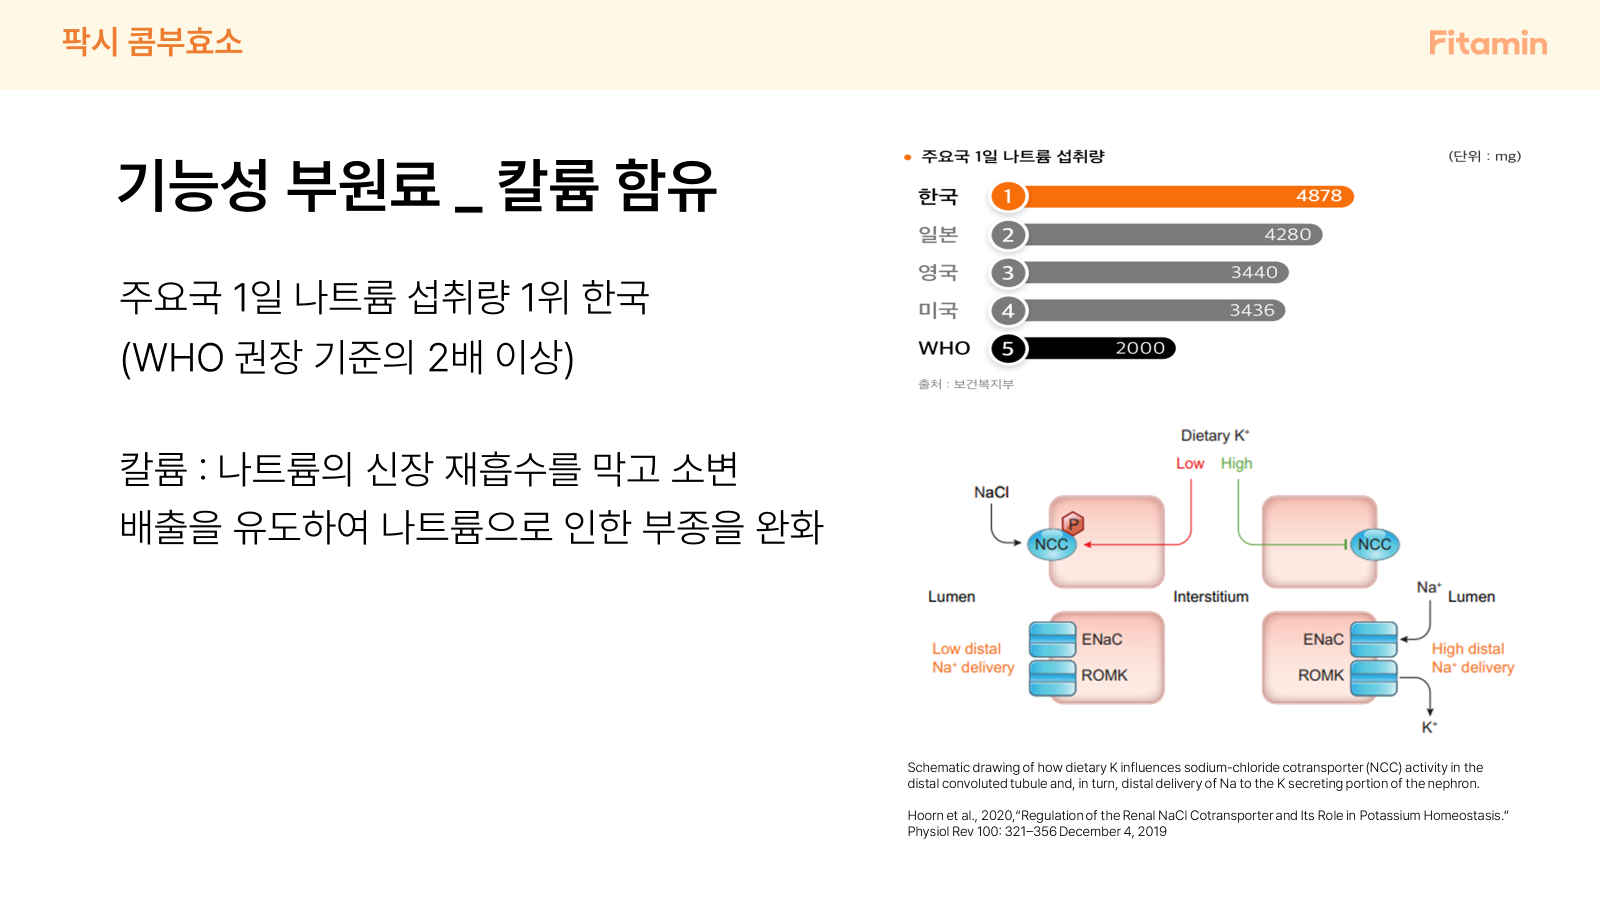 팍시 콤부효소
Fitamin
기능성 부원료 _ 칼륨 함유
주요국 1일 나트륨 섭취량 1위 한국
(WHO 권장 기준의 2배 이상)
칼륨 : 나트륨의 신장 재흡수를 막고 소변
배출을 유도하여 나트륨으로 인한 부종을 완화
• 주요국 1일 나트륨 섭취량 (단위 : mg)
한국 1 4878
일본 2 4280
영국 3 3440
미국 4 3436
WHO 5 2000
출처 : 보건복지부
Dietary K⁺
Low High
NaCl
P
NCC NCC
Lumen Interstitium Na⁺ Lumen
ENaC ENaC
Low distal
Na⁺ delivery
High distal
Na⁺ delivery
ROMK ROMK
K⁺
Schematic drawing of how dietary K influences sodium-chloride cotransporter (NCC) activity in the
distal convoluted tubule and, in turn, distal delivery of Na to the K secreting portion of the nephron.
Hoorn et al., 2020,“Regulation of the Renal NaCl Cotransporter and Its Role in Potassium Homeostasis.”
Physiol Rev 100: 321–356 December 4, 2019